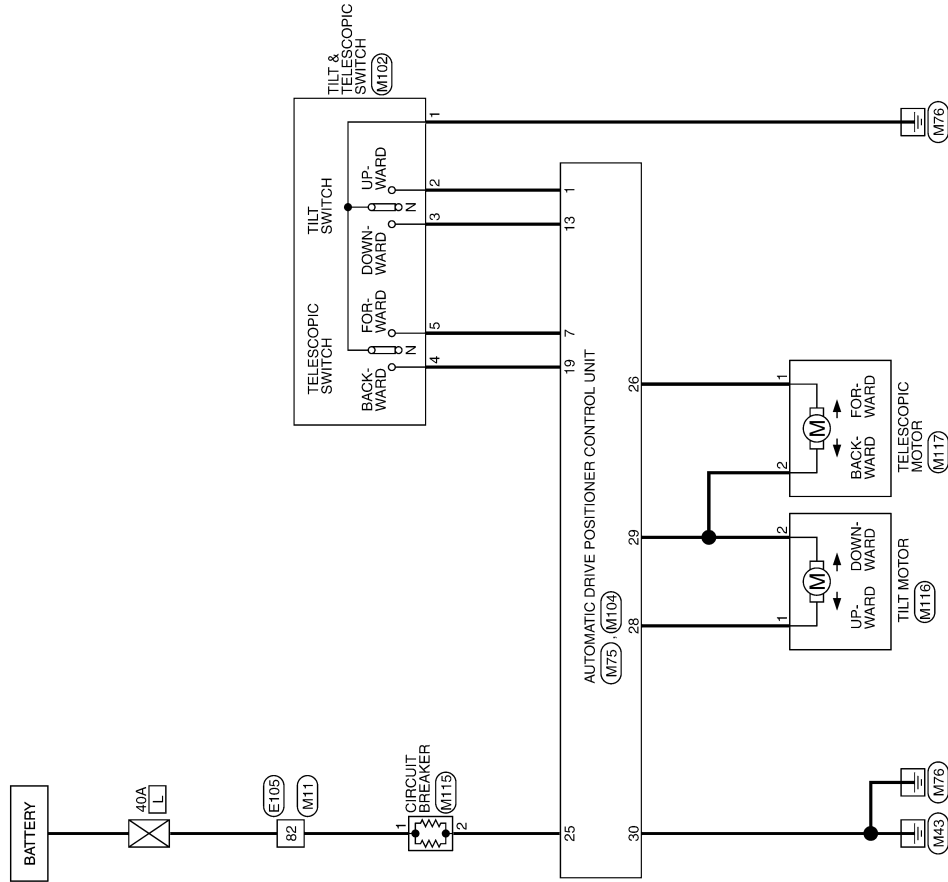 BATTERY
40A
L
82
E105
M11
1
CIRCUIT
BREAKER
M115
2
TILT &
TELESCOPIC
SWITCH
M102
TELESCOPIC
SWITCH
TILT
SWITCH
BACK-
WARD
N
FOR-
WARD
DOWN-
WARD
N
UP-
WARD
4
5
3
2
1
25
19
7
13
1
AUTOMATIC DRIVE POSITIONER CONTROL UNIT
M75 , M104
30
28
29
26
1
2
M
UP-
WARD
DOWN-
WARD
TILT MOTOR
M116
2
1
M
BACK-
WARD
FOR-
WARD
TELESCOPIC
MOTOR
M117
M43
M76
M76